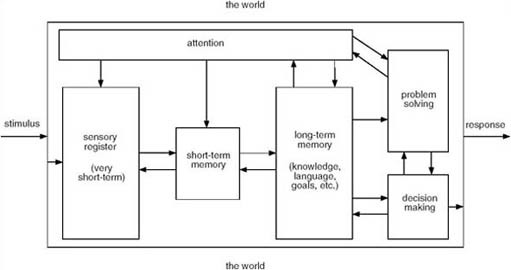 the world
attention
stimulus
sensory
register
(very
short-term)
short-term
memory
long-term
memory
(knowledge,
language,
goals, etc.)
problem
solving
decision
making
response
the world